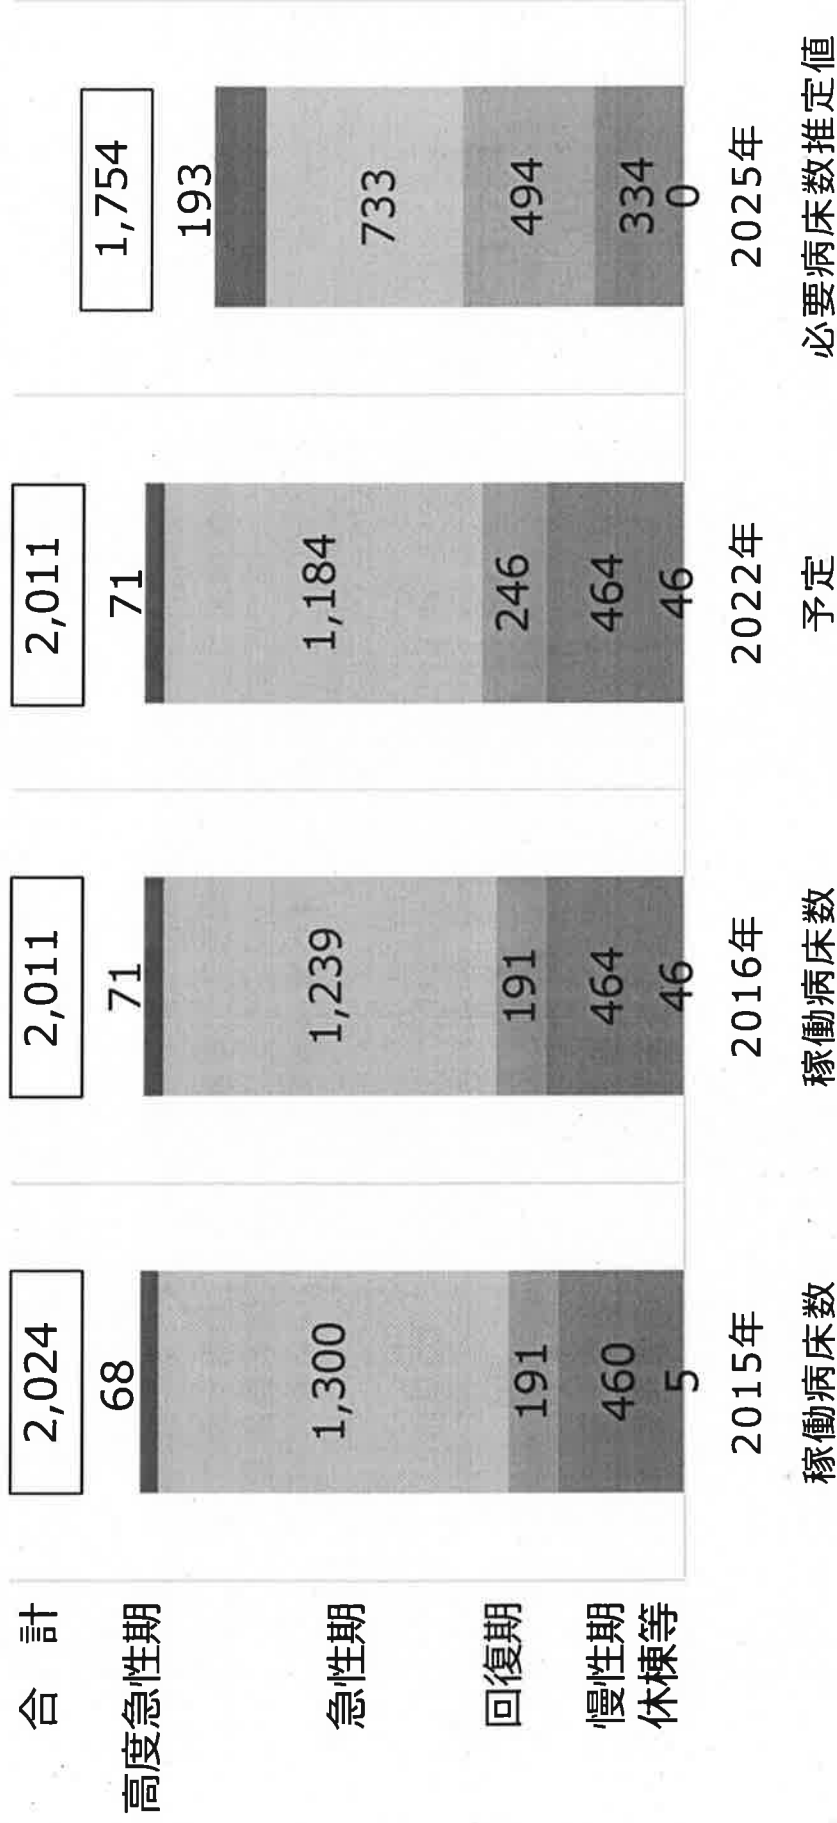 合 計 2,024 2,011 2,011 1,754
高度急性期 68 71 71 193
急性期 1,300 1,239 1,184 733
回復期 191 191 246 494
慢性期 460 464 464 334
休棟等 5 46 46 0
2015年 2016年 2022年 2025年
稼働病床数 稼働病床数 予定 必要病床数推定値